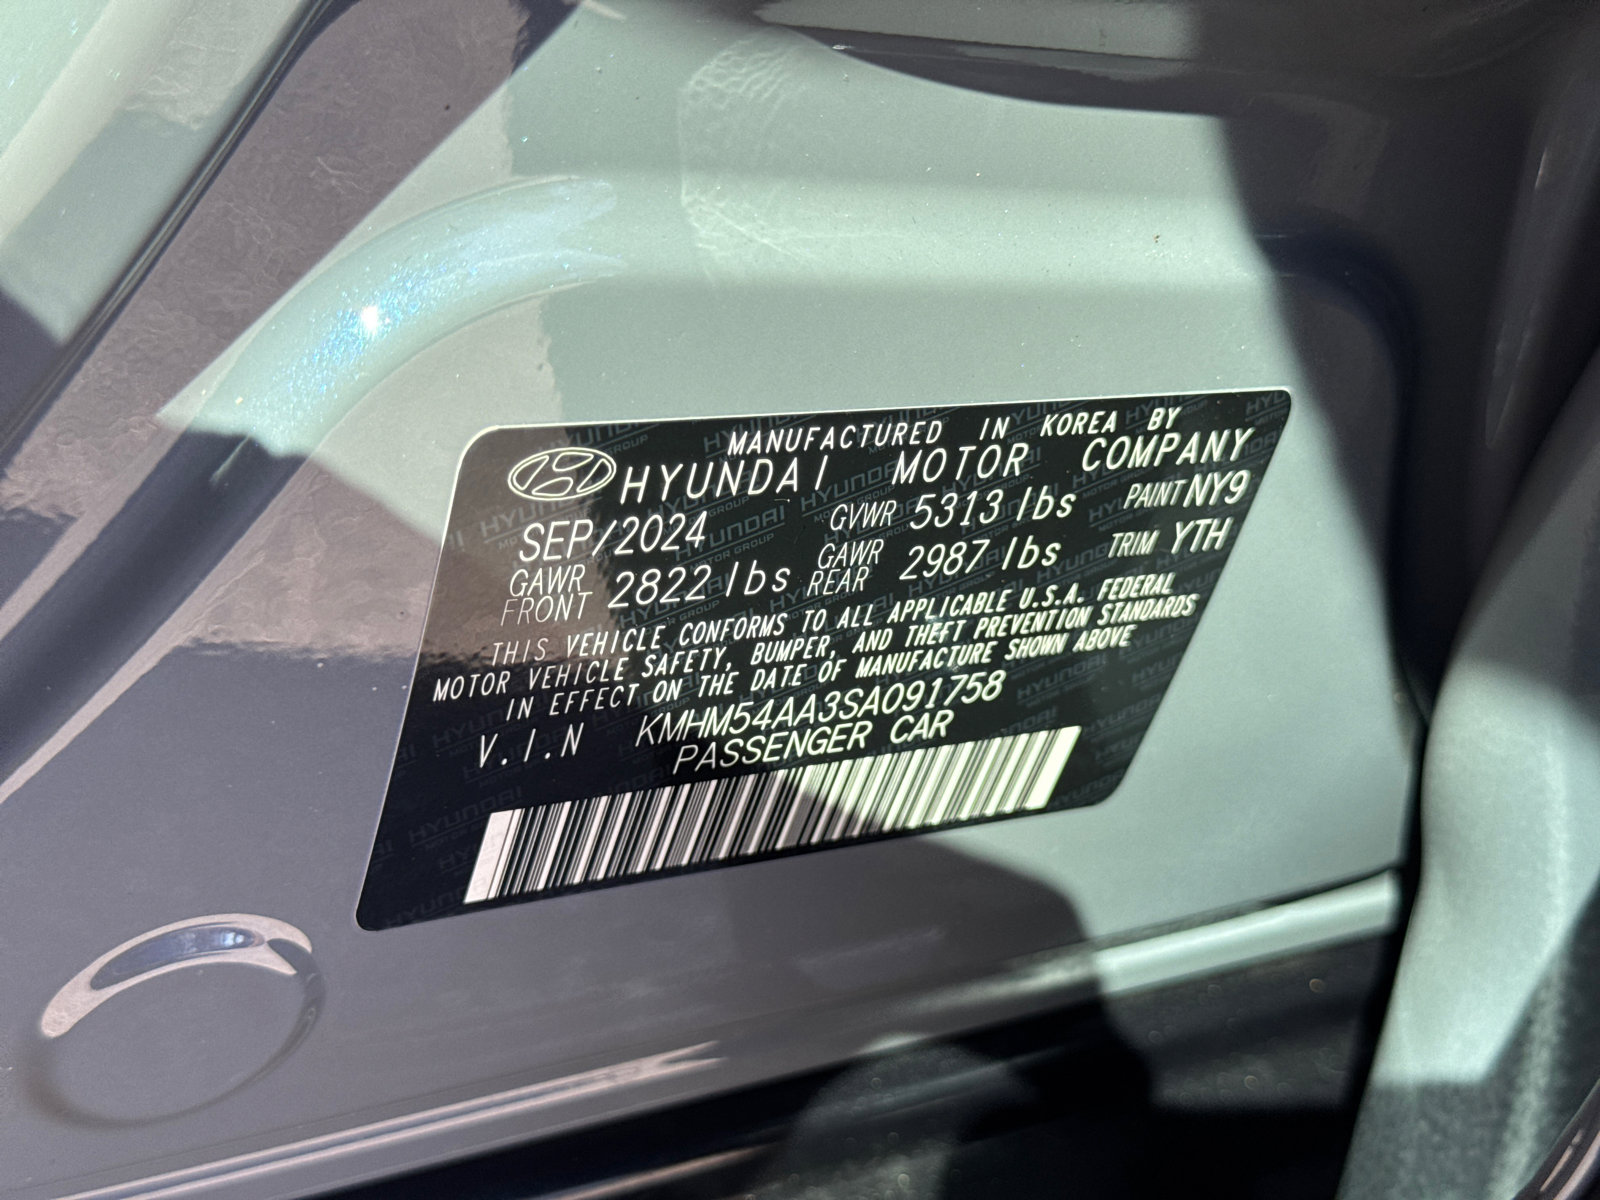 MANUFACTURED IN KOREA BY
HYUNDAI MOTOR COMPANY
SEP/2024 GVWR 5313 lbs PAINT NY9
GAWR FRONT 2822 lbs GAWR REAR 2987 lbs TRIM YTH
THIS VEHICLE CONFORMS TO ALL APPLICABLE U.S.A. FEDERAL
MOTOR VEHICLE SAFETY, BUMPER, AND THEFT PREVENTION STANDARDS
IN EFFECT ON THE DATE OF MANUFACTURE SHOWN ABOVE
V.I.N KMHM54AA3SA091758
PASSENGER CAR